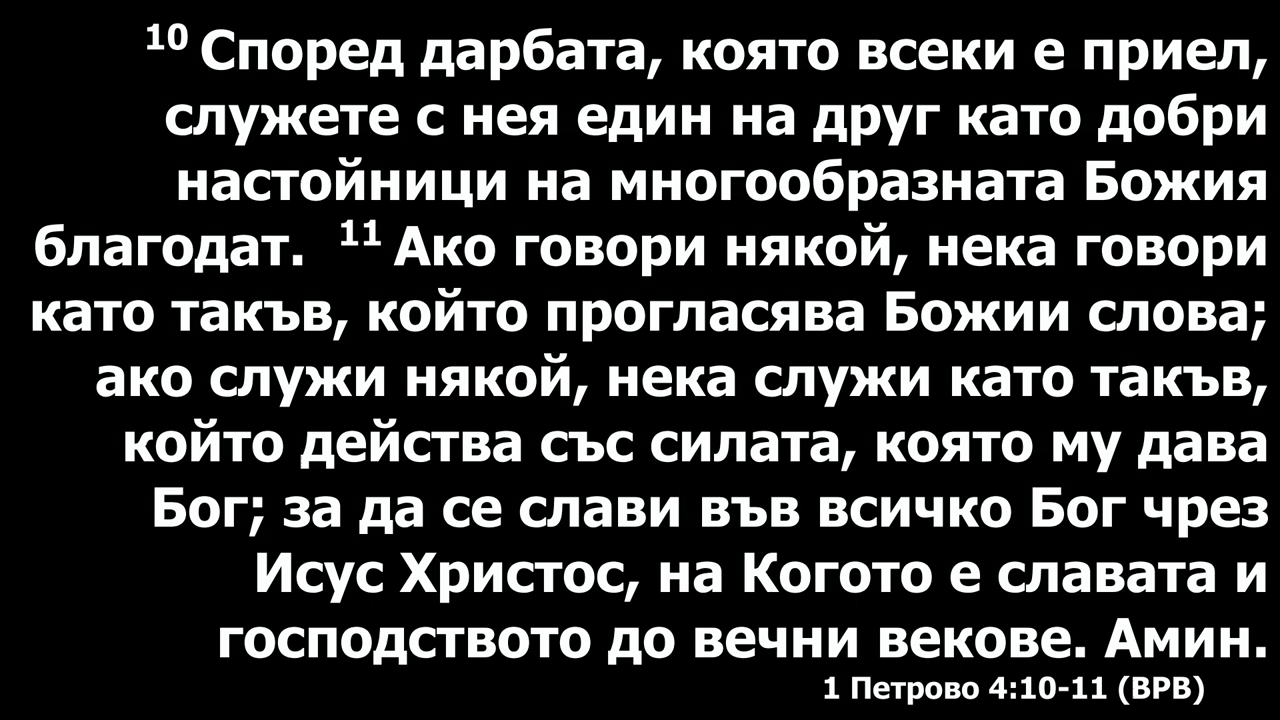 10 Според дарбата, която всеки е приел,
служете с нея един на друг като добри
настойници на многообразната Божия
благодат. 11 Ако говори някой, нека говори
като такъв, който прогласява Божии слова;
ако служи някой, нека служи като такъв,
който действа със силата, която му дава
Бог; за да се слави във всичко Бог чрез
Исус Христос, на Когото е славата и
господството до вечни векове. Амин.
1 Петрово 4:10-11 (ВРВ)